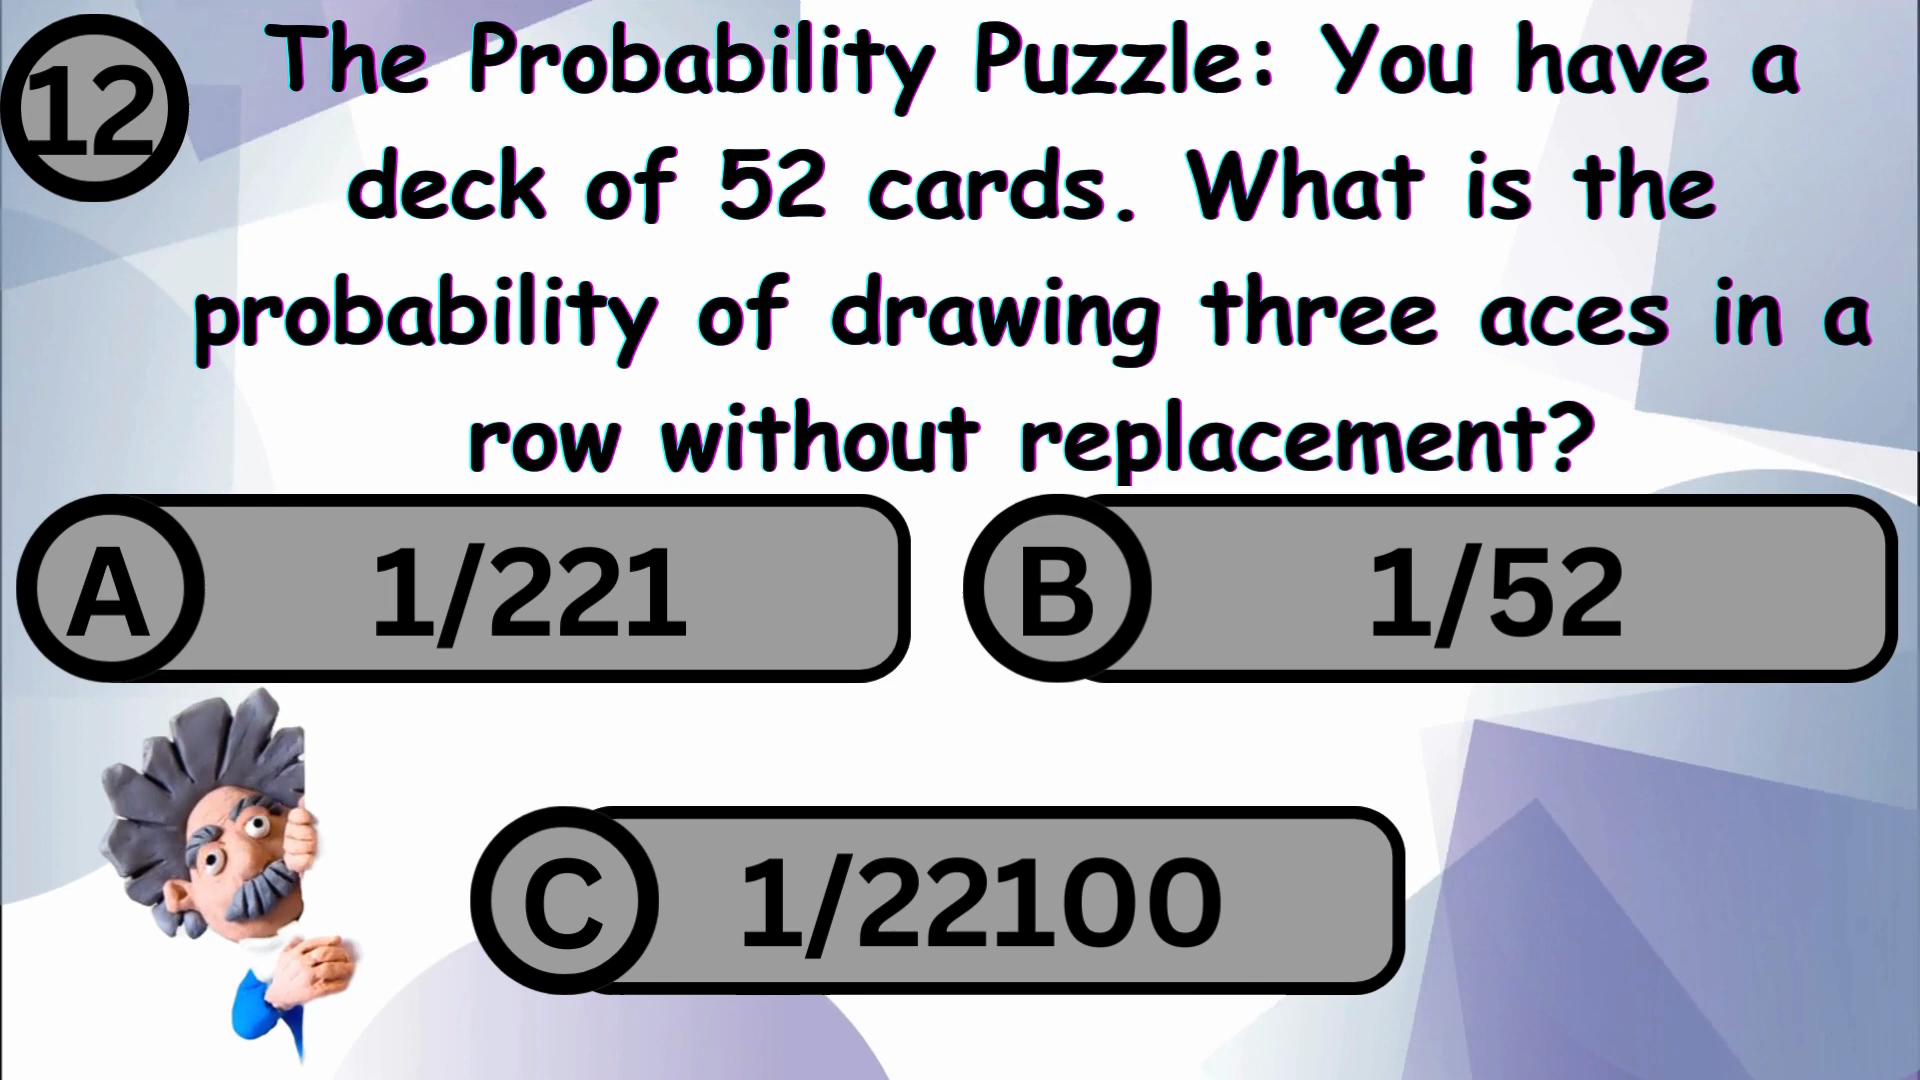 12
The Probability Puzzle: You have a
deck of 52 cards. What is the
probability of drawing three aces in a
row without replacement?
A 1/221
B 1/52
C 1/22100